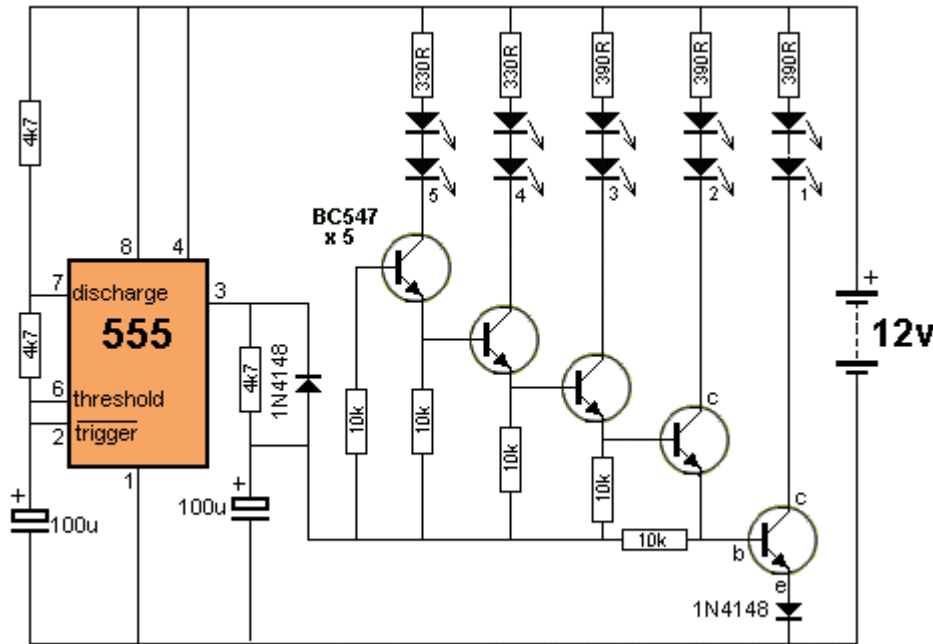 330R
330R
390R
390R
390R
4k7
5
4
3
2
1
BC547
x 5
8
4
7
discharge
3
+
555
12v
4k7
4k7
1N4148
6
threshold
2
trigger
c
10k
10k
10k
10k
1
+
100u
+
100u
c
10k
b
e
1N4148